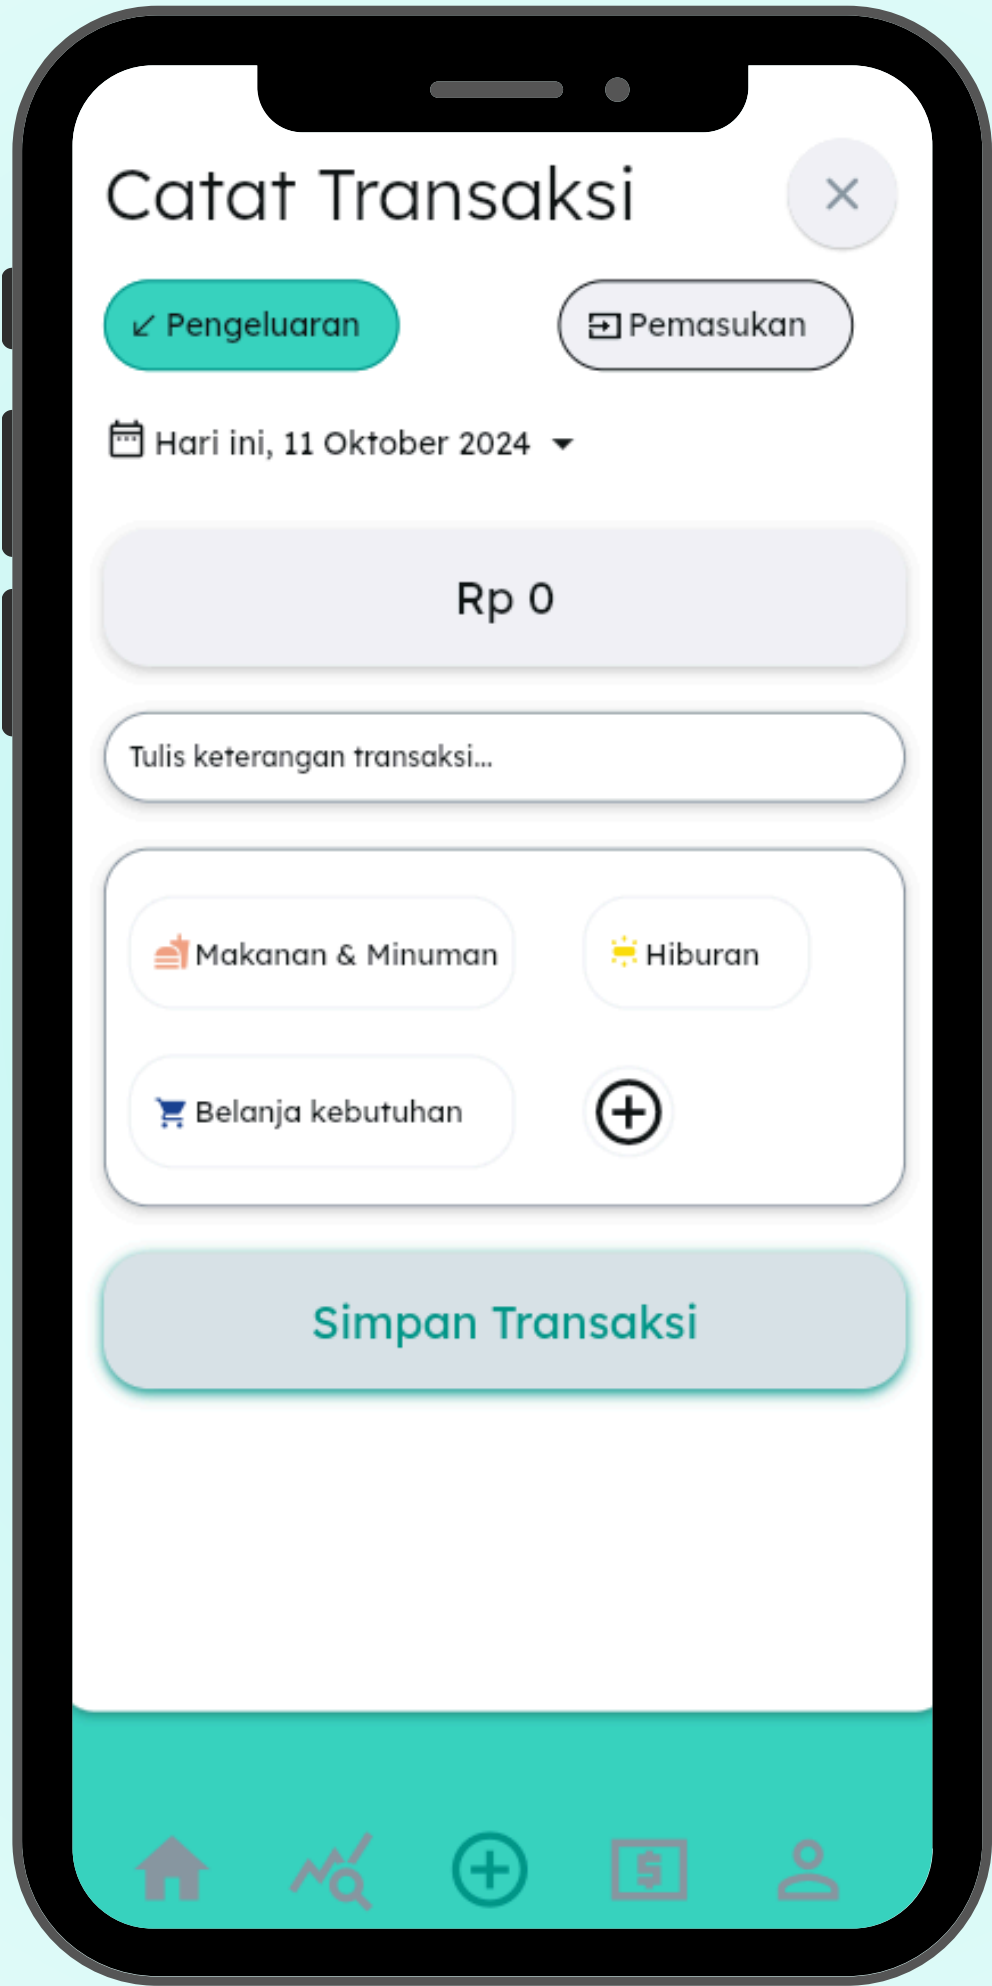 Catat Transaksi
Pengeluaran
Pemasukan
Hari ini, 11 Oktober 2024
Rp 0
Tulis keterangan transaksi...
Makanan & Minuman
Hiburan
Belanja kebutuhan
Simpan Transaksi